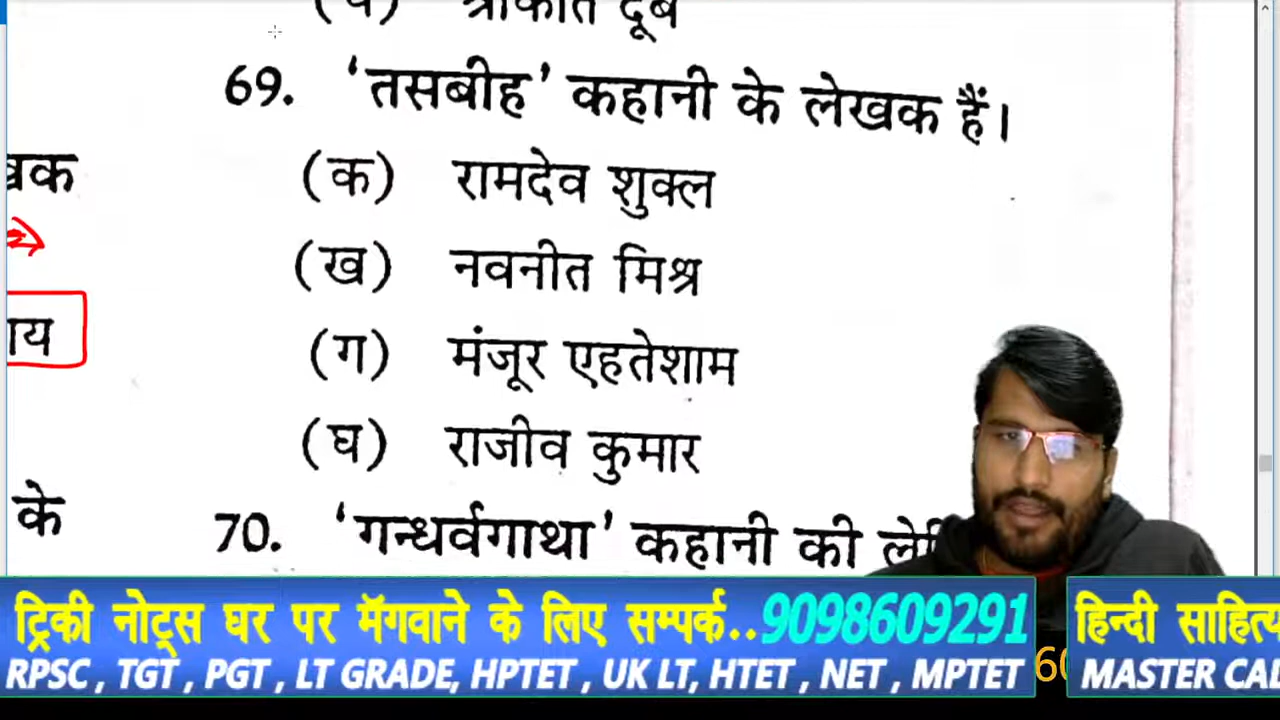 श्रीकांत दूबे
69. 'तसबीह' कहानी के लेखक हैं।
(क) रामदेव शुक्ल
(ख) नवनीत मिश्र
(ग) मंजूर एहतेशाम
(घ) राजीव कुमार
के
70. 'गन्धर्वगाथा' कहानी की
ट्रिकी नोट्स घर पर मॅगवाने के लिए सम्पर्क..9098609291
RPSC , TGT , PGT , LT GRADE, HPTET , UK LT, HTET , NET , MPTET
हिन्दी साहित्य
MASTER